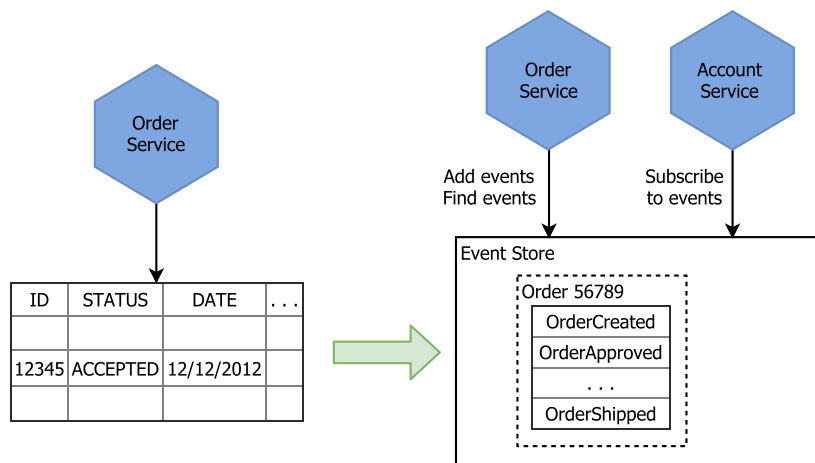 Order
Service
ID STATUS DATE . . .
12345 ACCEPTED 12/12/2012
Order
Service
Account
Service
Add events
Find events
Subscribe
to events
Event Store
Order 56789
OrderCreated
OrderApproved
. . .
OrderShipped